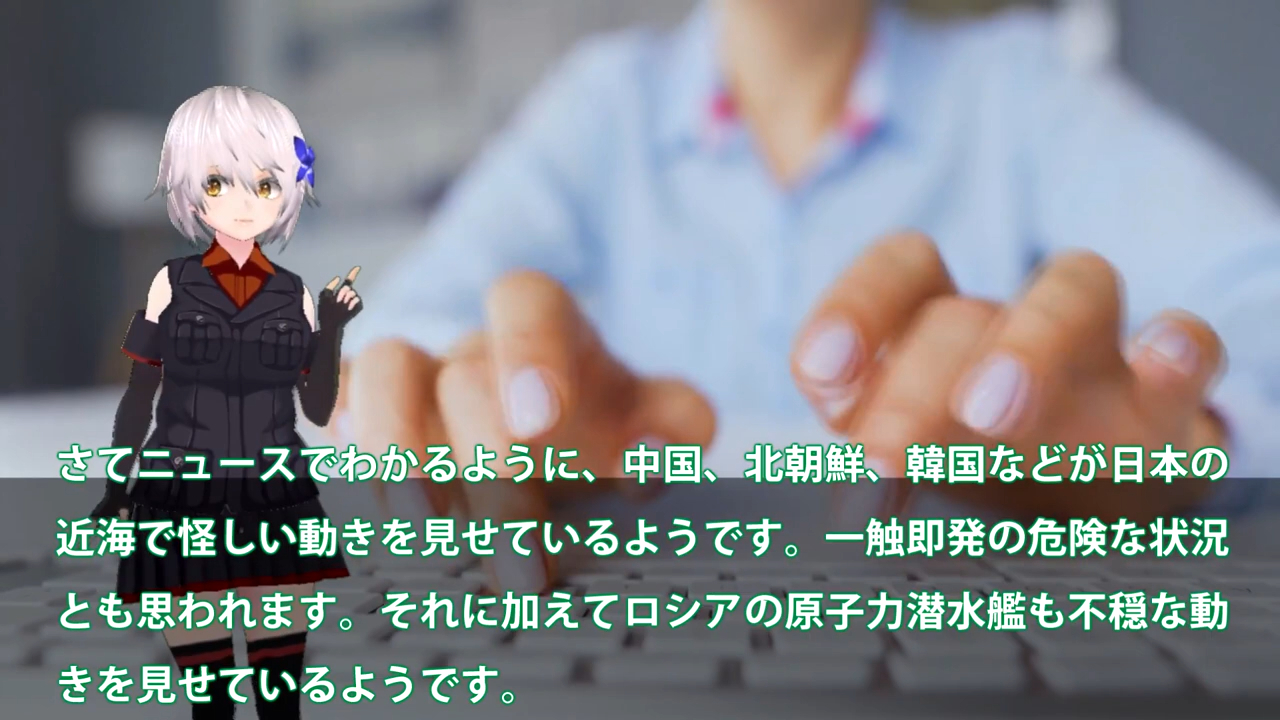 さてニュースでわかるように、中国、北朝鮮、韓国などが日本の
近海で怪しい動きを見せているようです。一触即発の危険な状況
とも思われます。それに加えてロシアの原子力潜水艦も不穏な動
きを見せているようです。